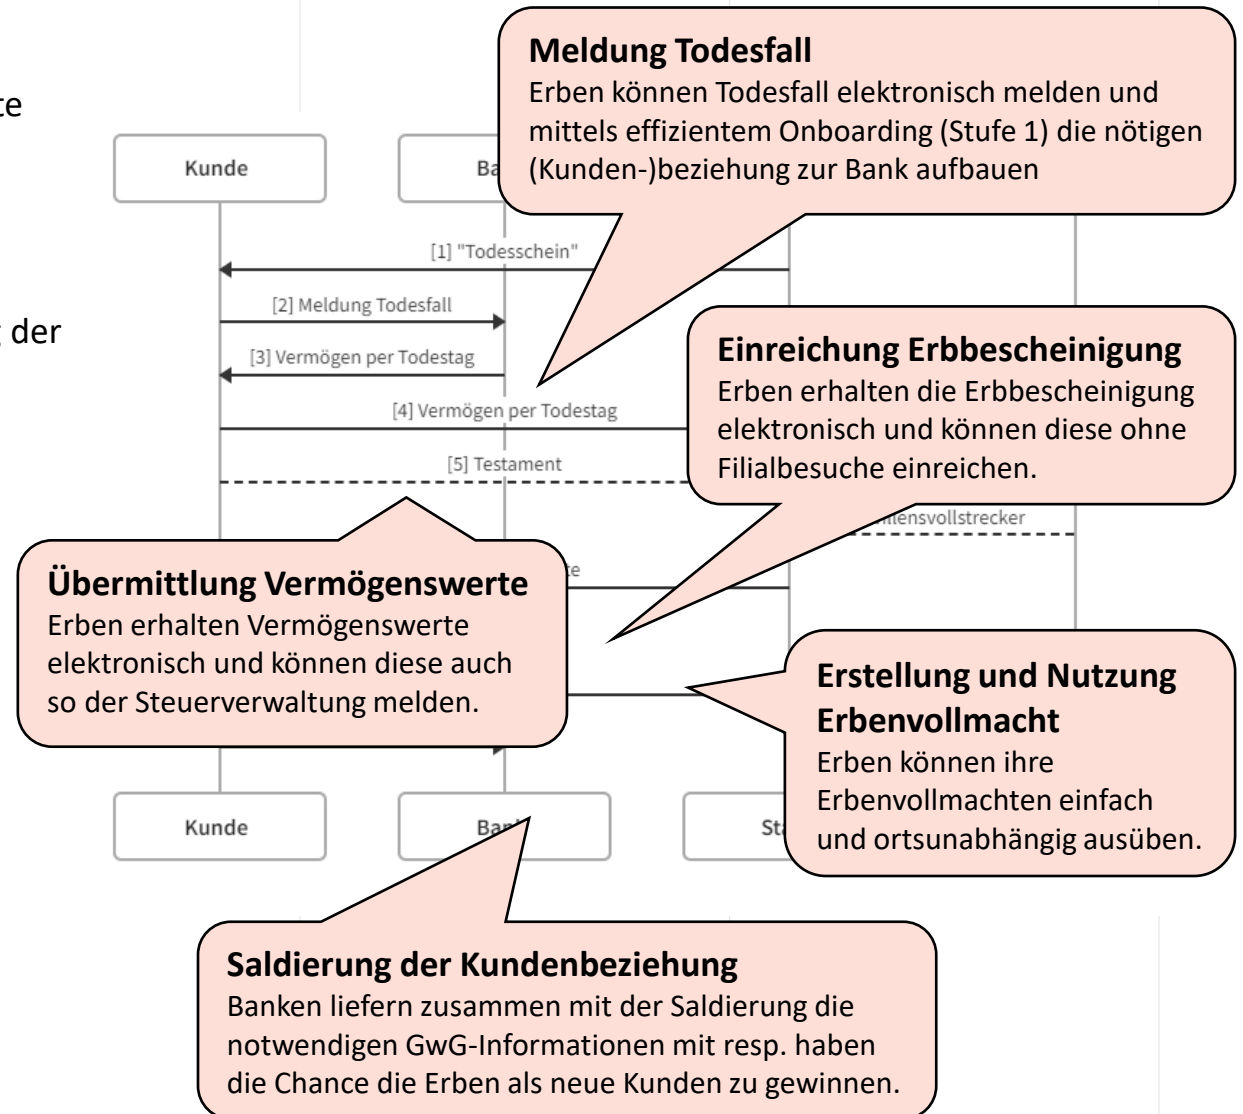 Meldung Todesfall
Erben können Todesfall elektronisch melden und
mittels effizientem Onboarding (Stufe 1) die nötigen
(Kunden-)beziehung zur Bank aufbauen
Kunde
[1] "Todesschein"
[2] Meldung Todesfall
der
[3] Vermögen per Todestag
[4] Vermögen per Todestag
[5] Testament
Einreichung Erbbescheinigung
Erben erhalten die Erbbescheinigung
elektronisch und können diese ohne
Filialbesuche einreichen.
Übermittlung Vermögenswerte
Erben erhalten Vermögenswerte
elektronisch und können diese auch
so der Steuerverwaltung melden.
Erstellung und Nutzung
Erbenvollmacht
Erben können ihre
Erbenvollmachten einfach
und ortsunabhängig ausüben.
Kunde
Saldierung der Kundenbeziehung
Banken liefern zusammen mit der Saldierung die
notwendigen GwG-Informationen mit resp. haben
die Chance die Erben als neue Kunden zu gewinnen.